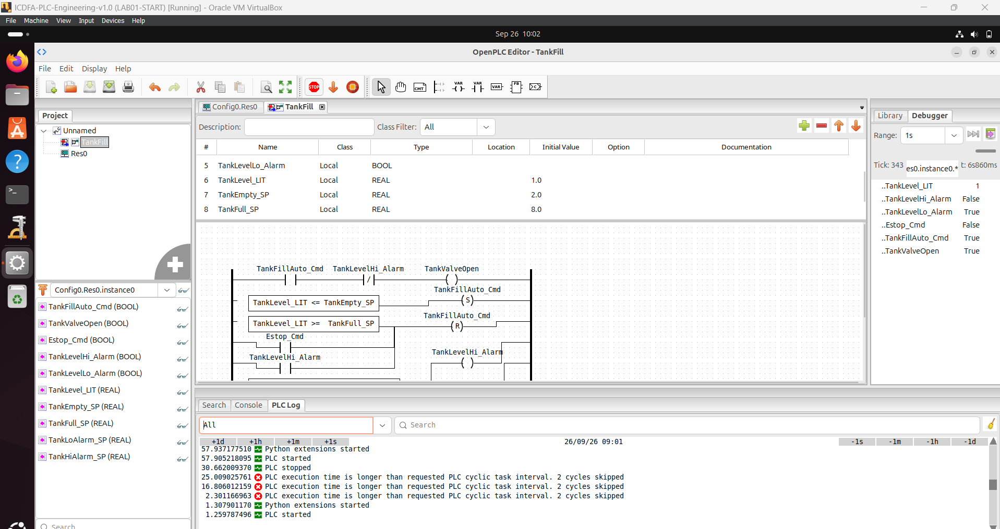 ICDFA-PLC-Engineering-v1.0 (LAB01-START) [Running] - Oracle VM VirtualBox
File Machine View Input Devices Help
Sep 26 10:02
OpenPLC Editor - TankFill
File Edit Display Help
STOP CMT VAR VAR VAR FB
Project
Unnamed
TankFill
Res0
Config0.Res0 TankFill
Description: Class Filter: All
# Name Class Type Location Initial Value Option Documentation
5 TankLevelLo_Alarm Local BOOL
6 TankLevel_LIT Local REAL 1.0
7 TankEmpty_SP Local REAL 2.0
8 TankFull_SP Local REAL 8.0
TankFillAuto_Cmd TankLevelHi_Alarm TankValveOpen
/
TankFillAuto_Cmd
TankLevel_LIT <= TankEmpty_SP
S
TankFillAuto_Cmd
TankLevel_LIT >= TankFull_SP
R
Estop_Cmd
TankLevelHi_Alarm
TankLevelHi_Alarm
Library Debugger
Range: 1s
Tick: 343 es0.instance0.* t: 6s860ms
..TankLevel_LIT 1
..TankLevelHi_Alarm False
..TankLevelLo_Alarm True
..Estop_Cmd False
..TankFillAuto_Cmd True
..TankValveOpen True
Config0.Res0.instance0
TankFillAuto_Cmd (BOOL)
TankValveOpen (BOOL)
Estop_Cmd (BOOL)
TankLevelHi_Alarm (BOOL)
TankLevelLo_Alarm (BOOL)
TankLevel_LIT (REAL)
TankEmpty_SP (REAL)
TankFull_SP (REAL)
TankLoAlarm_SP (REAL)
TankHiAlarm_SP (REAL)
Search
Search Console PLC Log
All Search
+1d +1h +1m +1s 26/09/26 09:01 -1s -1m -1h -1d
57.937177510 Python extensions started
57.905218095 PLC started
30.662009370 PLC stopped
25.009025761 PLC execution time is longer than requested PLC cyclic task interval. 2 cycles skipped
16.806012159 PLC execution time is longer than requested PLC cyclic task interval. 2 cycles skipped
2.301166963 PLC execution time is longer than requested PLC cyclic task interval. 2 cycles skipped
1.307901170 Python extensions started
1.259787496 PLC started